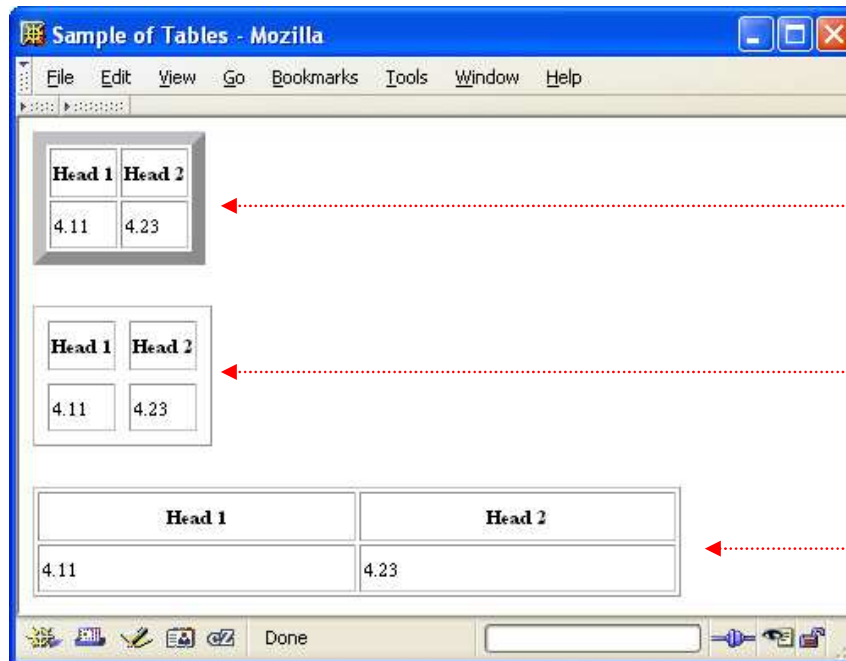 Sample of Tables - Mozilla
File Edit View Go Bookmarks Tools Window Help
Head 1 Head 2
4.11 4.23
Head 1 Head 2
4.11 4.23
Head 1 Head 2
4.11 4.23
Done